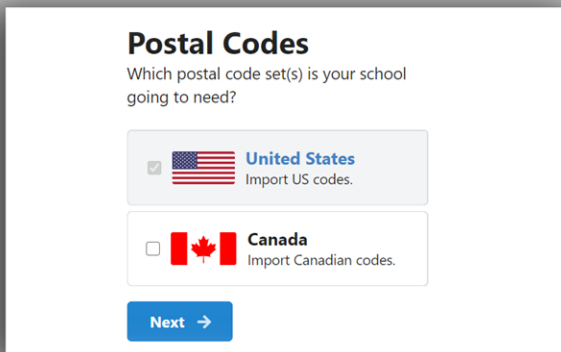 Postal Codes
Which postal code set(s) is your school
going to need?
United States
Import US codes.
Canada
Import Canadian codes.
Next